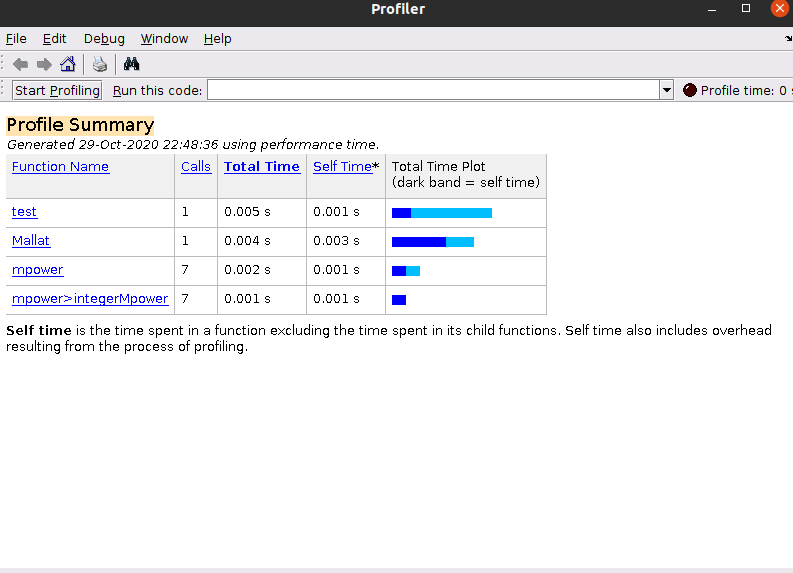 Profiler
File Edit Debug Window Help
Start Profiling Run this code: Profile time: 0
Profile Summary
Generated 29-Oct-2020 22:48:36 using performance time.
Function Name Calls Total Time Self Time* Total Time Plot
(dark band = self time)
test 1 0.005 s 0.001 s
Mallat 1 0.004 s 0.003 s
mpower 7 0.002 s 0.001 s
mpower>integerMpower 7 0.001 s 0.001 s
Self time is the time spent in a function excluding the time spent in its child functions. Self time also includes overhead
resulting from the process of profiling.